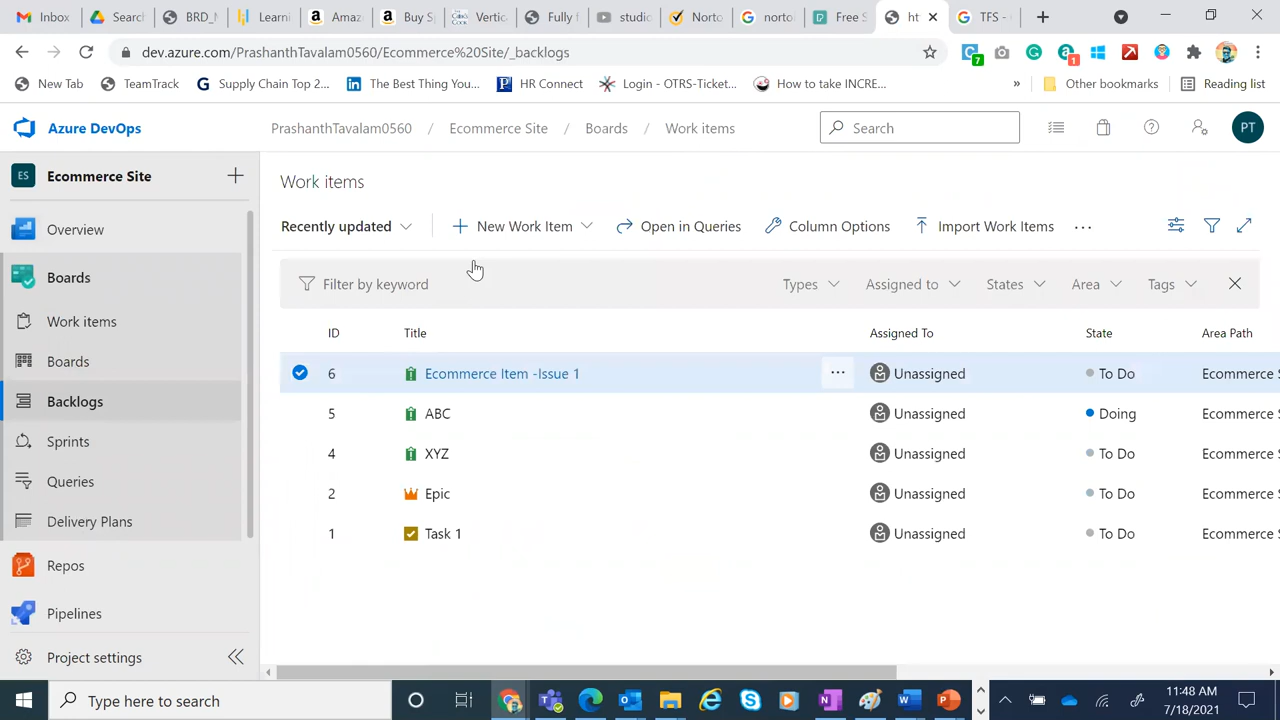 Inbox
Search
BRD_
Learni
Amaz
Buy S
Vertic
Fully f
studio
Norto
norto
Free S
ht
TFS -
dev.azure.com/PrashanthTavalam0560/Ecommerce%20Site/_backlogs
7
1
New Tab
TeamTrack
Supply Chain Top 2...
The Best Thing You...
HR Connect
Login - OTRS-Ticket...
How to take INCRE...
»
Other bookmarks
Reading list
Azure DevOps
PrashanthTavalam0560 / Ecommerce Site / Boards / Work items
Search
PT
ES
Ecommerce Site
Overview
Boards
Work items
Boards
Backlogs
Sprints
Queries
Delivery Plans
Repos
Pipelines
Project settings
Work items
Recently updated
New Work Item
Open in Queries
Column Options
Import Work Items
...
Filter by keyword
Types
Assigned to
States
Area
Tags
ID Title Assigned To State Area Path
6 Ecommerce Item -Issue 1 ... Unassigned To Do Ecommerce S
5 ABC Unassigned Doing Ecommerce S
4 XYZ Unassigned To Do Ecommerce S
2 Epic Unassigned To Do Ecommerce S
1 Task 1 Unassigned To Do Ecommerce S
Type here to search
11:48 AM
7/18/2021